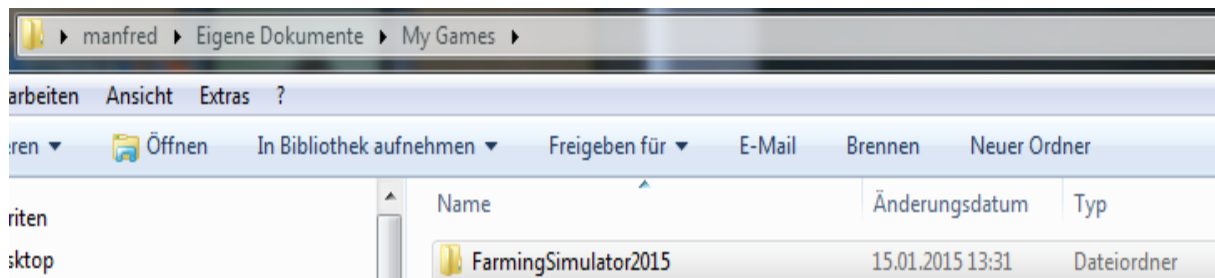 manfred Eigene Dokumente My Games
arbeiten Ansicht Extras ?
eren Öffnen In Bibliothek aufnehmen Freigeben für E-Mail Brennen Neuer Ordner
riten Name Änderungsdatum Typ
sktop FarmingSimulator2015 15.01.2015 13:31 Dateiordner